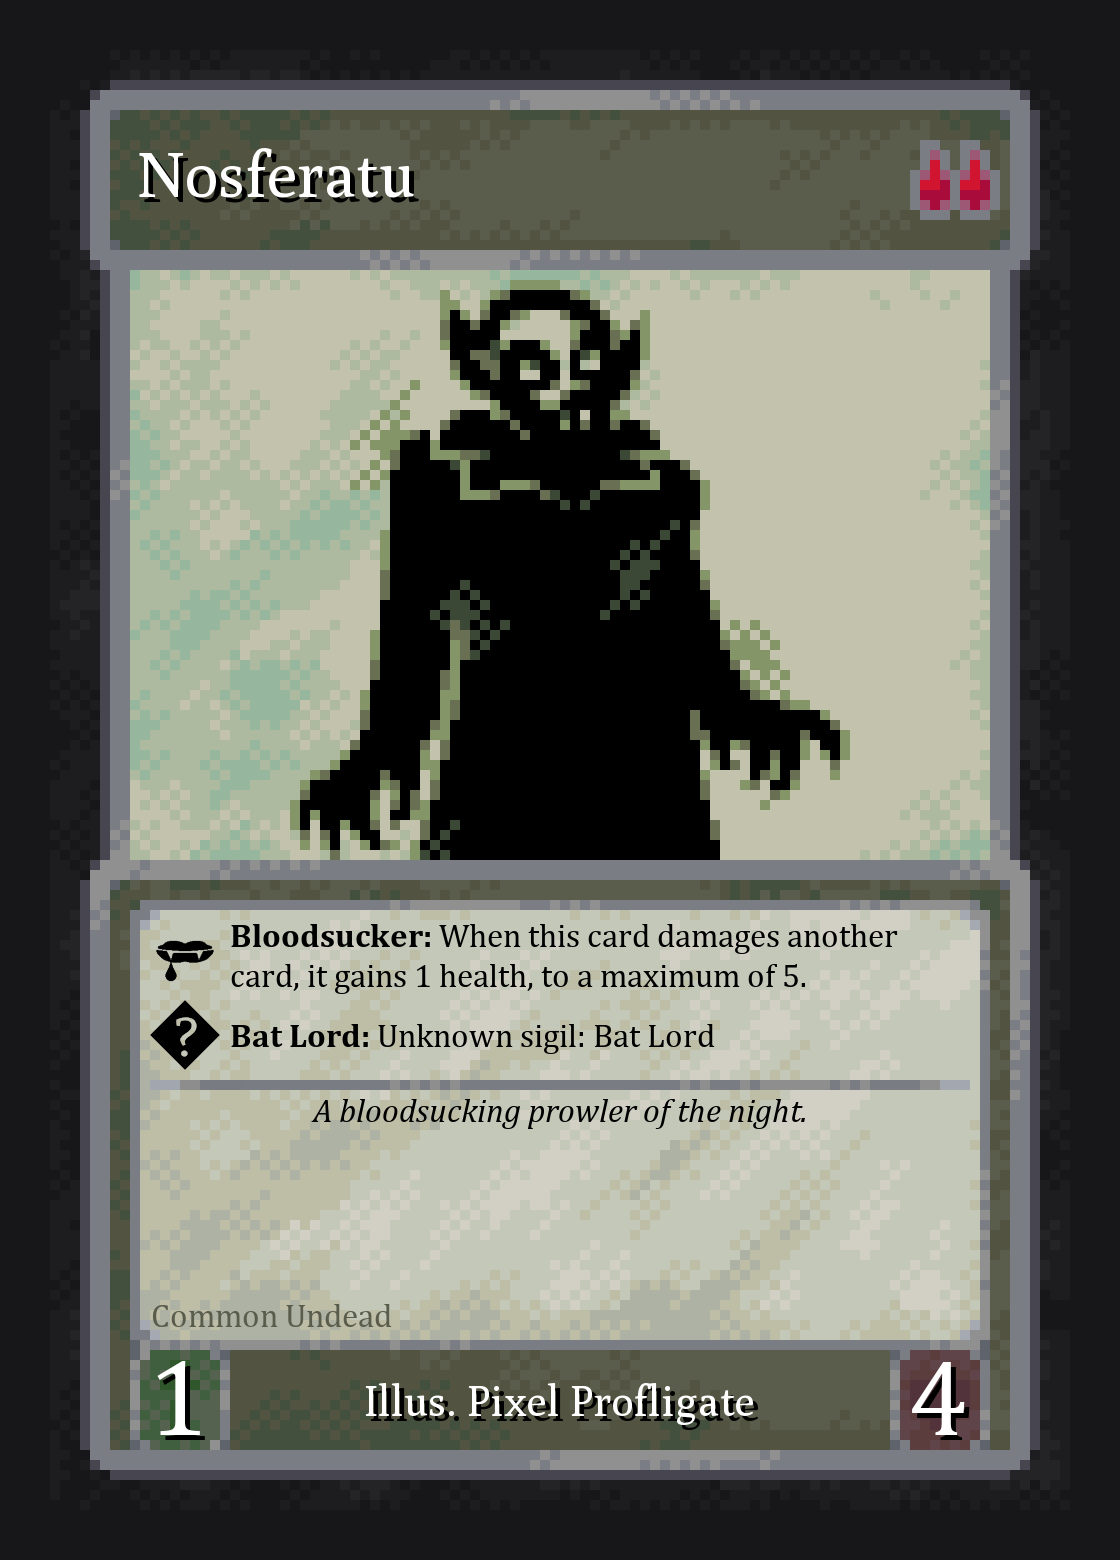 Nosferatu
Bloodsucker: When this card damages another
card, it gains 1 health, to a maximum of 5.
?
Bat Lord: Unknown sigil: Bat Lord
A bloodsucking prowler of the night.
Common Undead
1
Illus. Pixel Profligate
4